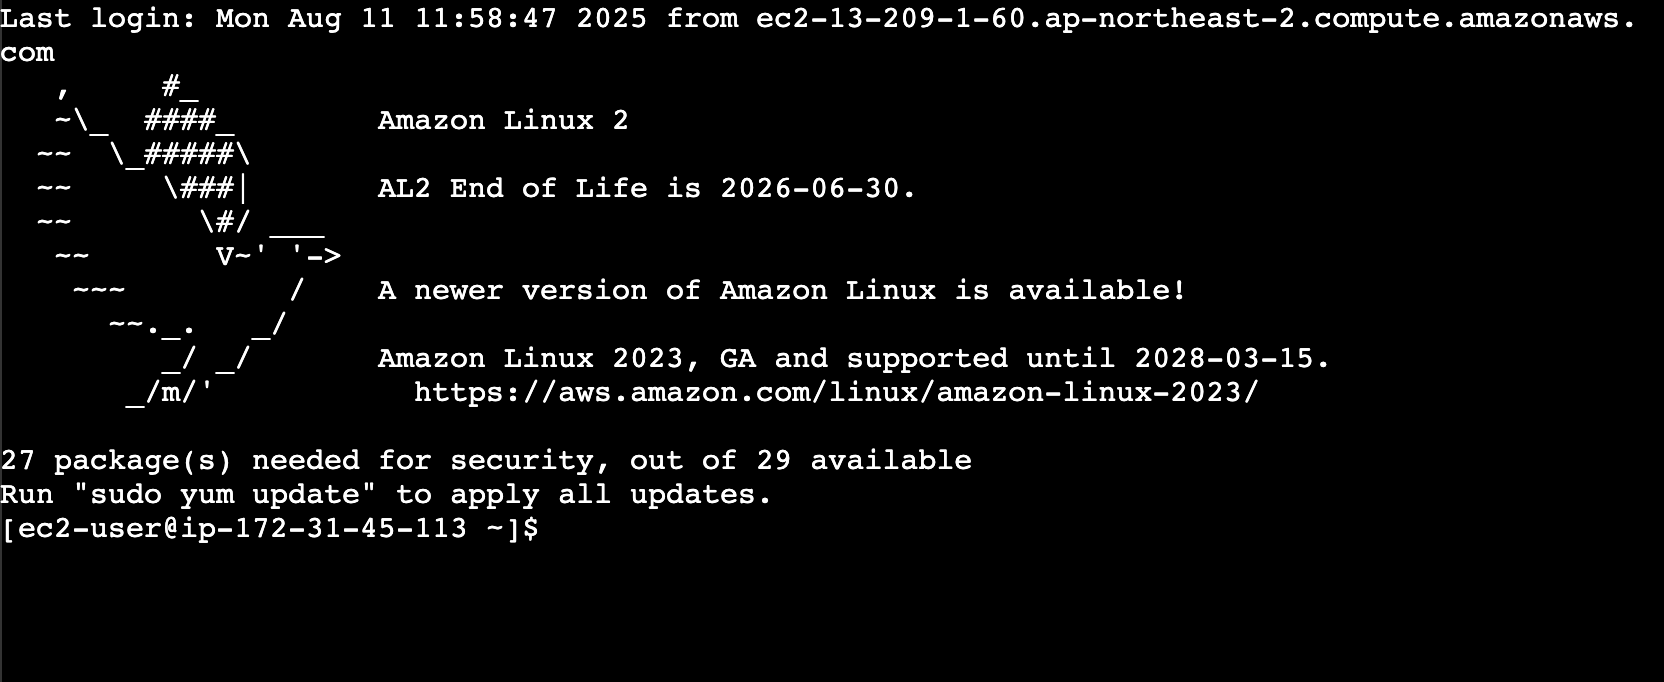 Last login: Mon Aug 11 11:58:47 2025 from ec2-13-209-1-60.ap-northeast-2.compute.amazonaws.
com
   ,     #_
   ~\_  ####_        Amazon Linux 2
  ~~  \_#####\
  ~~     \###|       AL2 End of Life is 2026-06-30.
  ~~       \#/ ___
   ~~       V~' '->
    ~~~         /    A newer version of Amazon Linux is available!
      ~~._.   _/
         _/ _/       Amazon Linux 2023, GA and supported until 2028-03-15.
       _/m/'           https://aws.amazon.com/linux/amazon-linux-2023/
27 package(s) needed for security, out of 29 available
Run "sudo yum update" to apply all updates.
[ec2-user@ip-172-31-45-113 ~]$